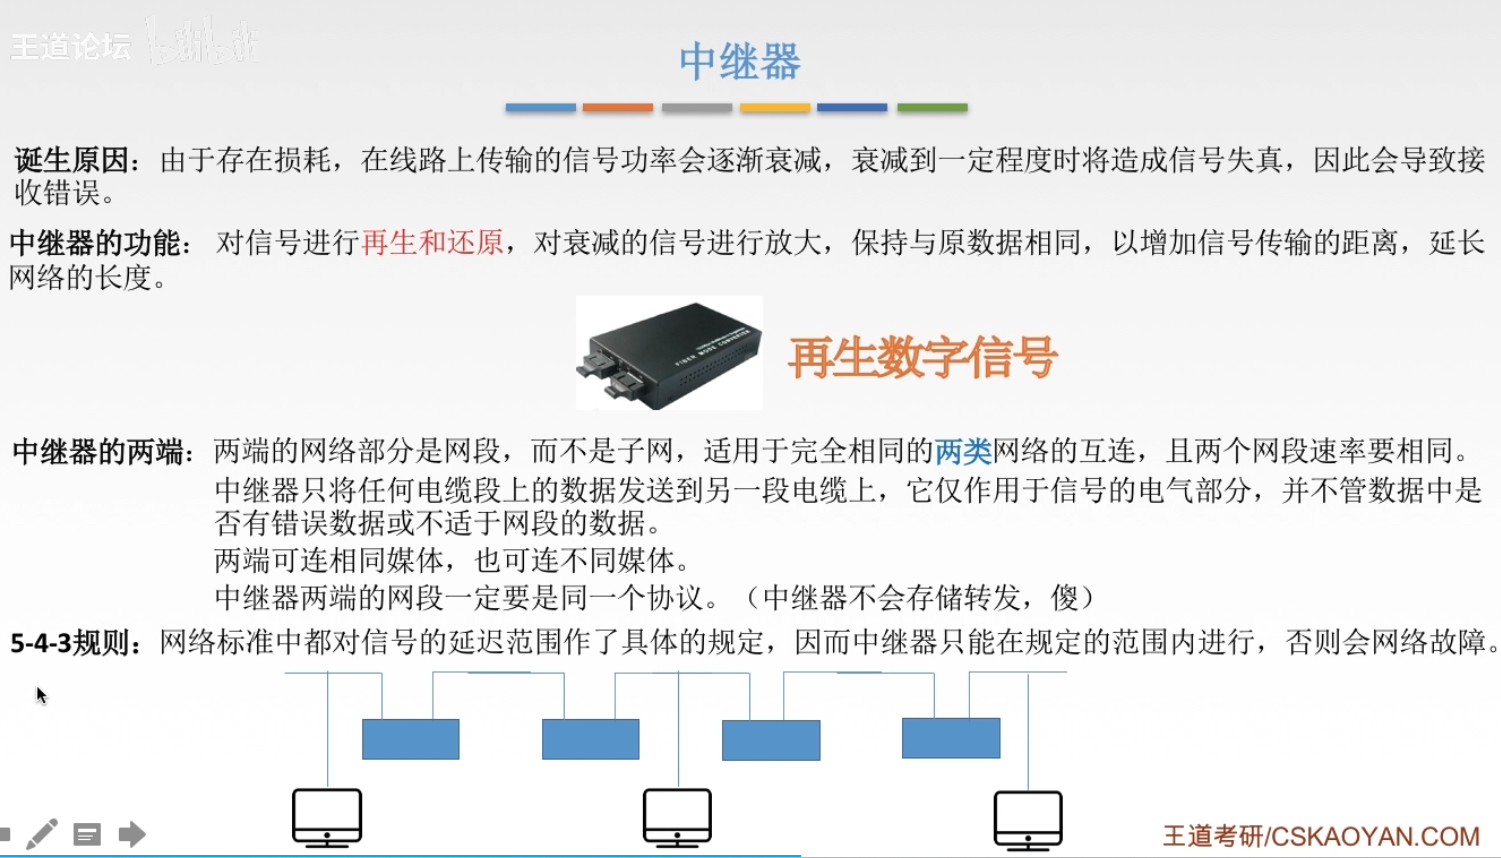 王道论坛 bilibili
中继器
诞生原因：由于存在损耗，在线路上传输的信号功率会逐渐衰减，衰减到一定程度时将造成信号失真，因此会导致接
收错误。
中继器的功能： 对信号进行再生和还原，对衰减的信号进行放大，保持与原数据相同，以增加信号传输的距离，延长
网络的长度。
FIBER MODE CONVERTER
再生数字信号
中继器的两端：两端的网络部分是网段，而不是子网，适用于完全相同的两类网络的互连，且两个网段速率要相同。
中继器只将任何电缆段上的数据发送到另一段电缆上，它仅作用于信号的电气部分，并不管数据中是
否有错误数据或不适于网段的数据。
两端可连相同媒体，也可连不同媒体。
中继器两端的网段一定要是同一个协议。（中继器不会存储转发，傻）
5-4-3规则：网络标准中都对信号的延迟范围作了具体的规定，因而中继器只能在规定的范围内进行，否则会网络故障。
王道考研/CSKAOYAN.COM